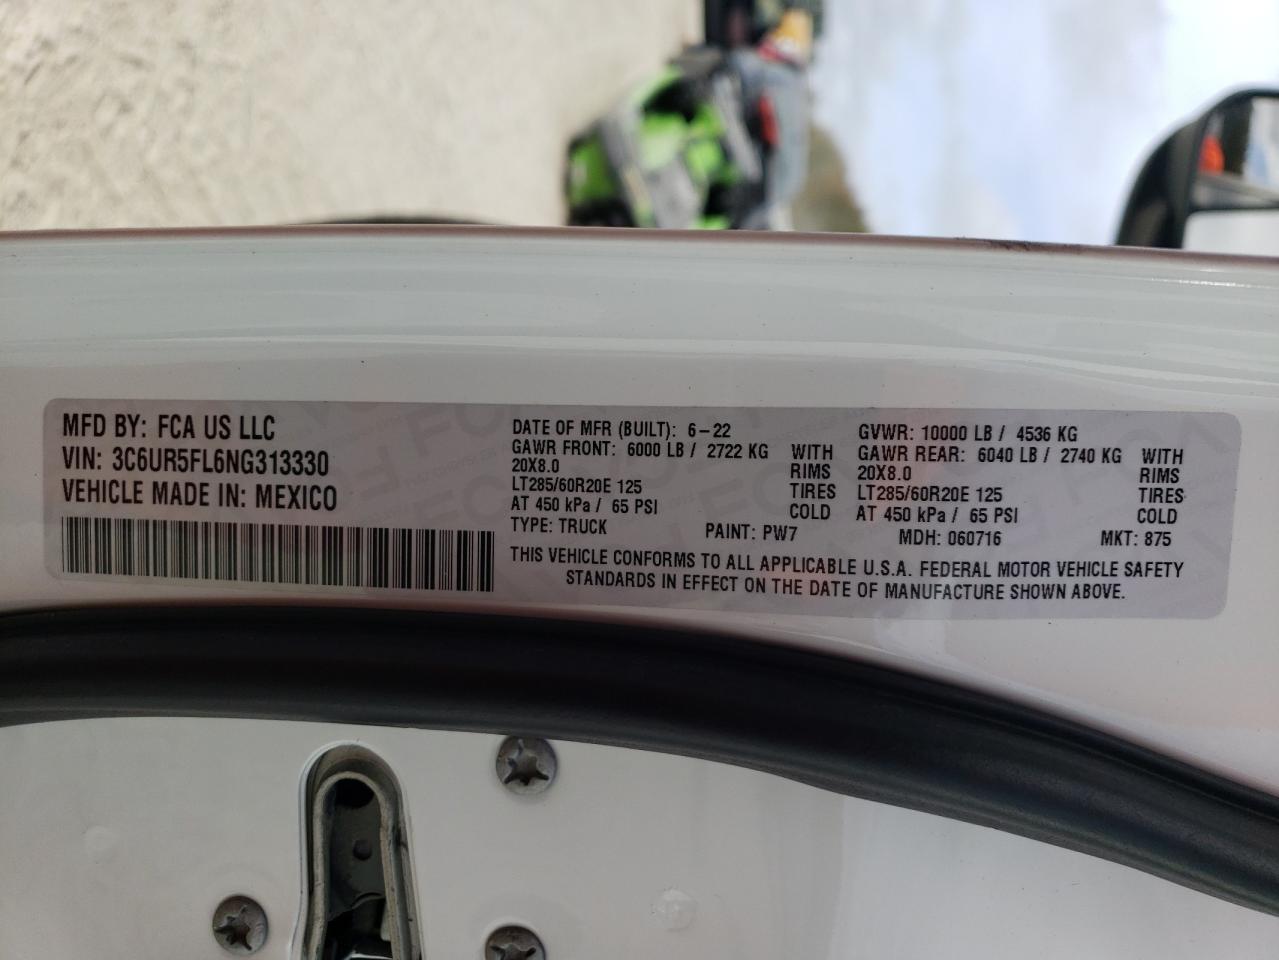 MFD BY: FCA US LLC
VIN: 3C6UR5FL6NG313330
VEHICLE MADE IN: MEXICO
DATE OF MFR (BUILT): 6-22
GAWR FRONT: 6000 LB / 2722 KG WITH
20X8.0 RIMS
LT285/60R20E 125 TIRES
AT 450 kPa / 65 PSI COLD
GVWR: 10000 LB / 4536 KG
GAWR REAR: 6040 LB / 2740 KG WITH
20X8.0 RIMS
LT285/60R20E 125 TIRES
AT 450 kPa / 65 PSI COLD
TYPE: TRUCK PAINT: PW7 MDH: 060716 MKT: 875
THIS VEHICLE CONFORMS TO ALL APPLICABLE U.S.A. FEDERAL MOTOR VEHICLE SAFETY
STANDARDS IN EFFECT ON THE DATE OF MANUFACTURE SHOWN ABOVE.